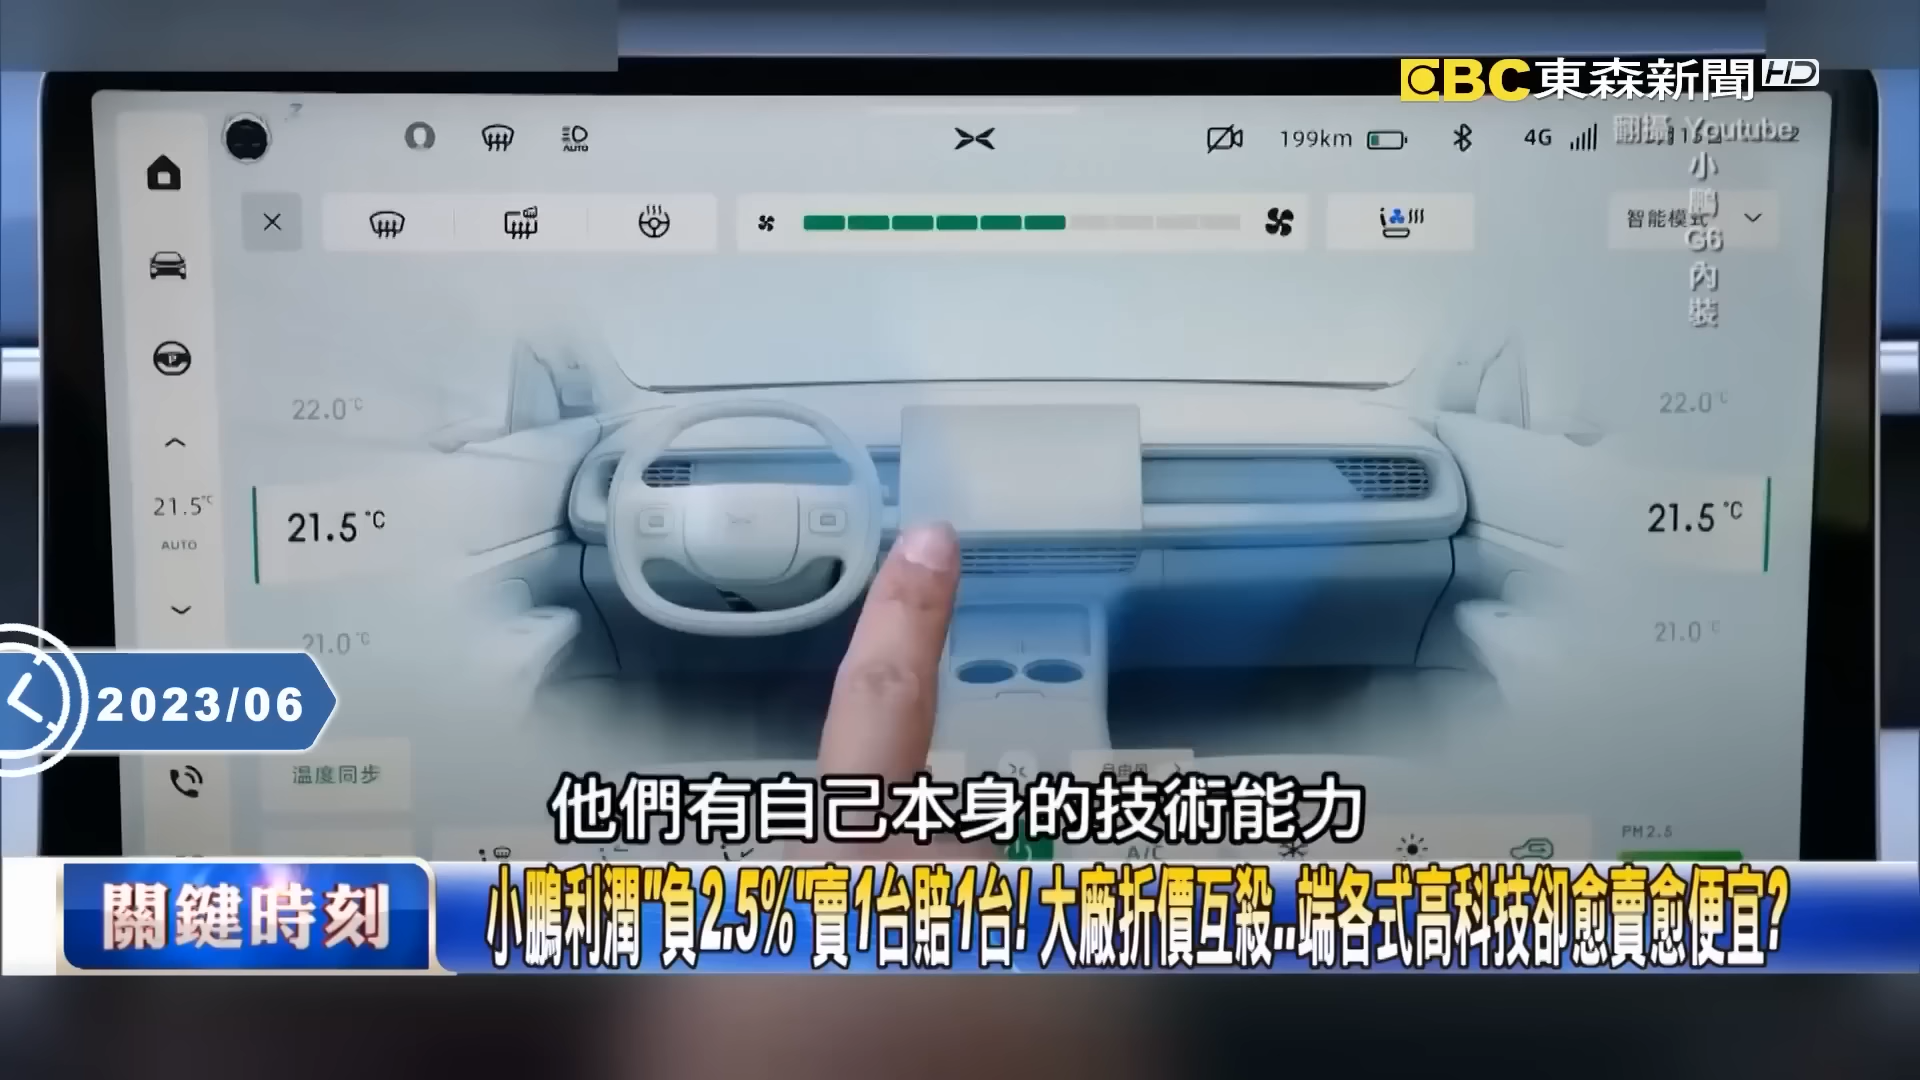 EBC東森新聞HD
翻攝 Youtube
小鵬G6內裝
AUTO
199km
4G
智能模式
22.0℃
22.0℃
21.5℃
AUTO
21.5℃
21.5℃
21.0℃
21.0℃
2023/06
温度同步
他們有自己本身的技術能力
A/C
PM2.5
關鍵時刻
小鵬利潤"負2.5%"賣1台賠1台!大廠折價互殺..端各式高科技卻愈賣愈便宜?